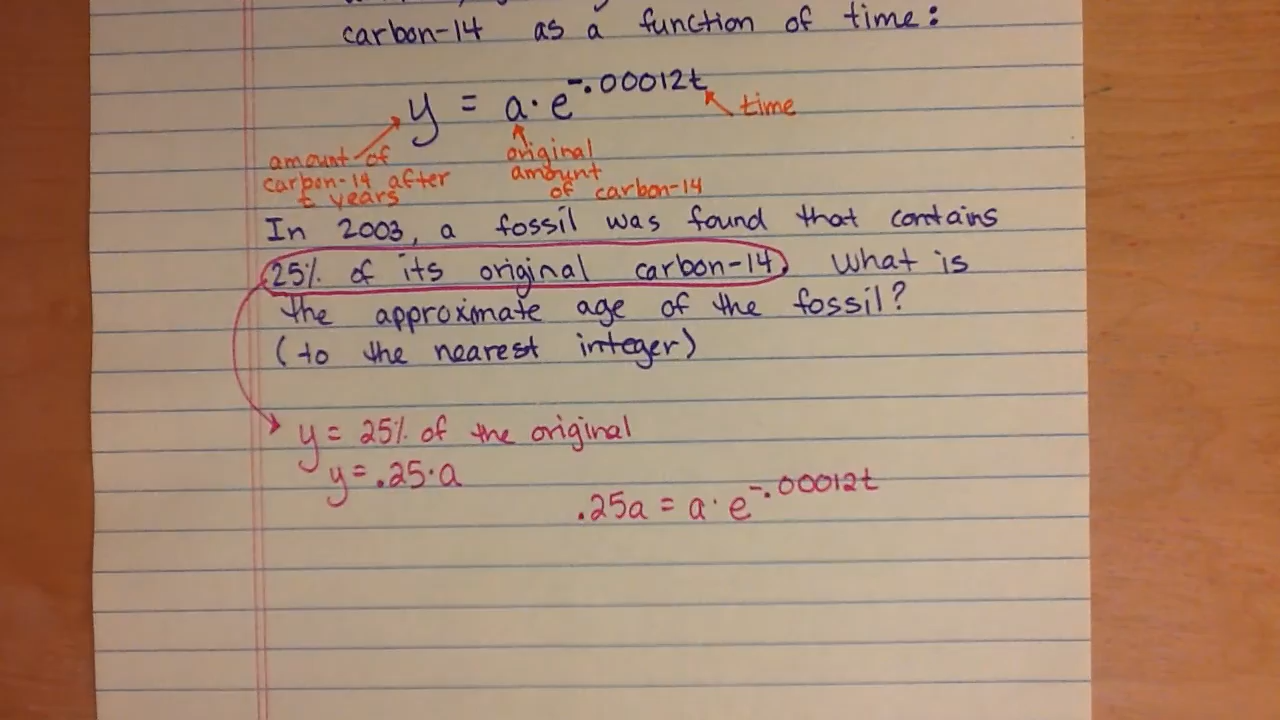 carbon-14 as a function of time:
y = a · e^-.00012t
time
amount of
carbon-14 after
t years
original
amount
of carbon-14
In 2003, a fossil was found that contains
25% of its original carbon-14. What is
the approximate age of the fossil?
(to the nearest integer)
y = 25% of the original
y = .25 · a
.25a = a · e^-.00012t